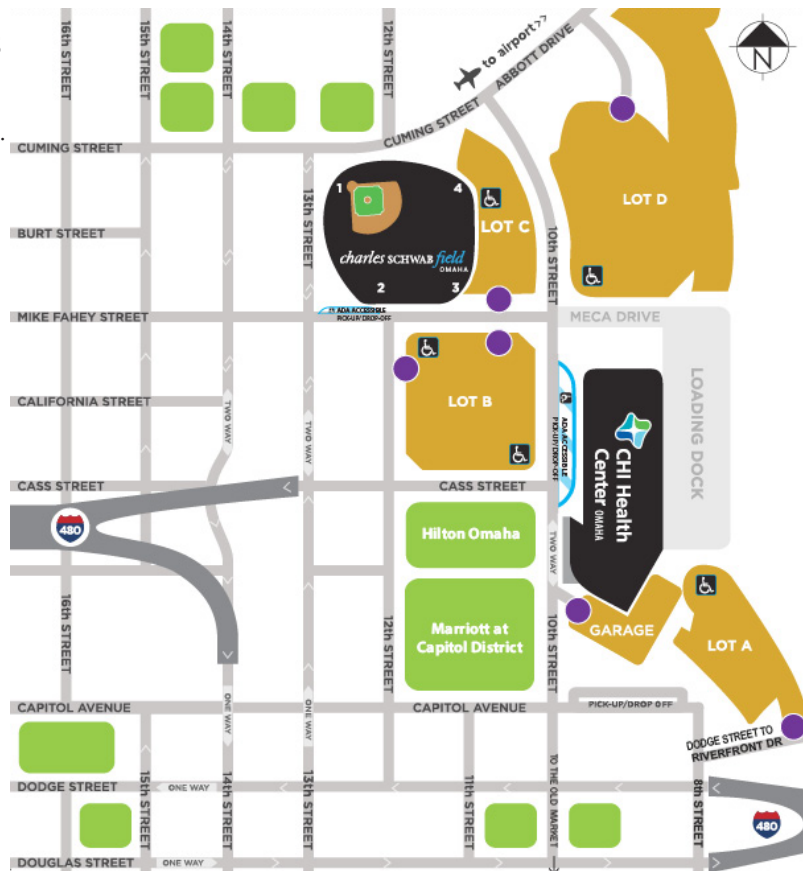 16th STREET
15th STREET
14th STREET
12th STREET
to airport>>
ABBOTT DRIVE
N
CUMING STREET
CUMING STREET
13th STREET
1
4
LOT C
LOT D
BURT STREET
charles SCHWAB field
OMAHA
2
3
10th STREET
MIKE FAHEY STREET
ADA ACCESSIBLE
PICK-UP/DROP-OFF
MECA DRIVE
CALIFORNIA STREET
TWO WAY
TWO WAY
LOT B
ADA ACCESSIBLE
PICK-UP/DROP-OFF
CHI Health
Center OMAHA
LOADING DOCK
CASS STREET
CASS STREET
480
Hilton Omaha
TWO WAY
16th STREET
12th STREET
Marriott at
Capitol District
10th STREET
GARAGE
LOT A
ONE WAY
ONE WAY
CAPITOL AVENUE
CAPITOL AVENUE
PICK-UP/DROP OFF
DODGE STREET TO
RIVERFRONT DR
DODGE STREET
ONE WAY
15th STREET
14th STREET
13th STREET
11th STREET
TO THE OLD MARKET
8th STREET
480
DOUGLAS STREET
ONE WAY